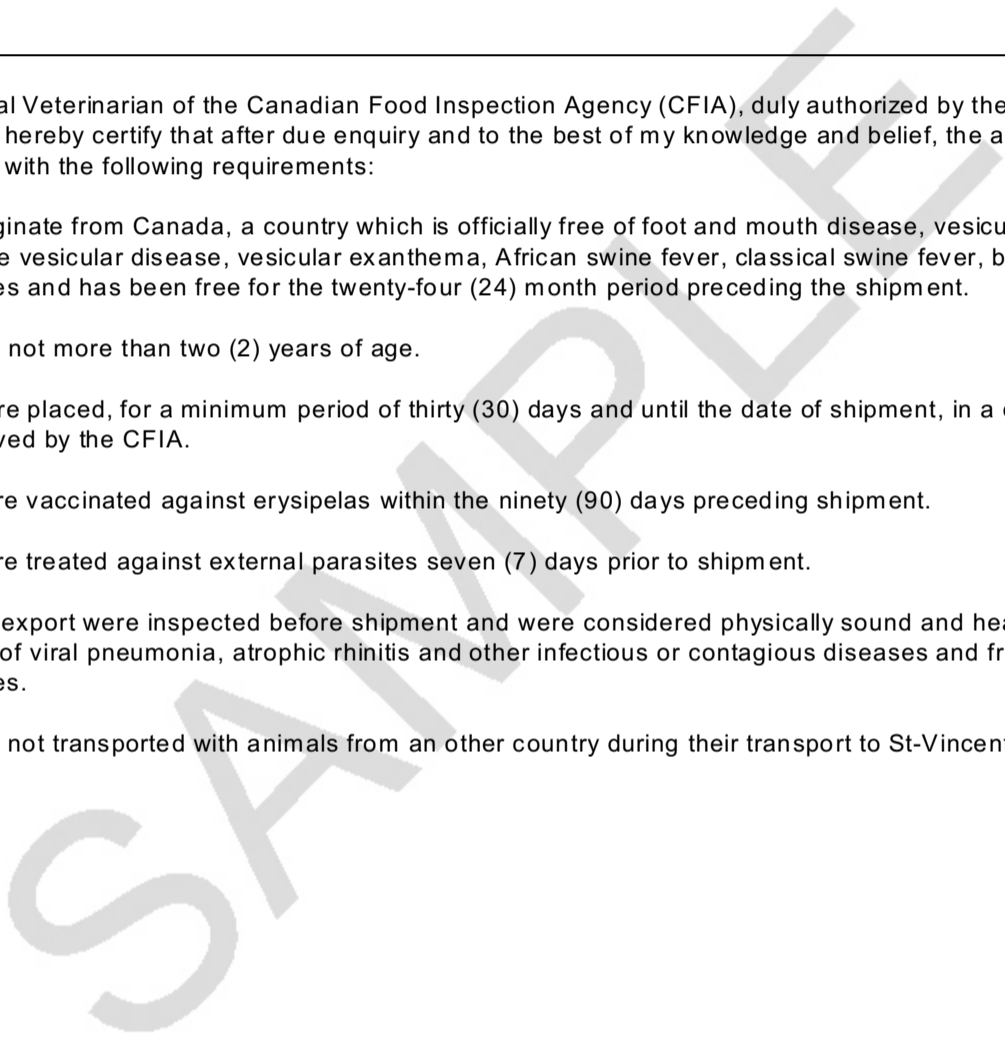 al Veterinarian of the Canadian Food Inspection Agency (CFIA), duly authorized by the
hereby certify that after due enquiry and to the best of my knowledge and belief, the a
with the following requirements:
ginate from Canada, a country which is officially free of foot and mouth disease, vesicu
e vesicular disease, vesicular exanthema, African swine fever, classical swine fever, b
es and has been free for the twenty-four (24) month period preceding the shipment.
not more than two (2) years of age.
re placed, for a minimum period of thirty (30) days and until the date of shipment, in a
ved by the CFIA.
re vaccinated against erysipelas within the ninety (90) days preceding shipment.
re treated against external parasites seven (7) days prior to shipment.
export were inspected before shipment and were considered physically sound and hea
of viral pneumonia, atrophic rhinitis and other infectious or contagious diseases and fr
es.
not transported with animals from an other country during their transport to St-Vincent
SAMPLE